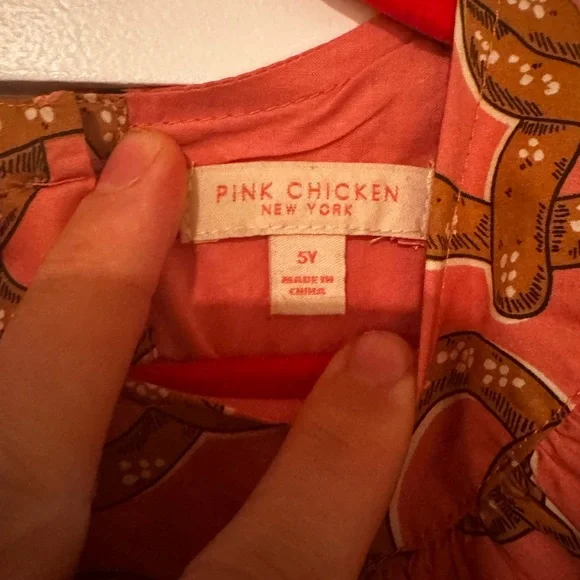 PINK CHICKEN
NEW YORK
5Y
MADE IN
CHINA